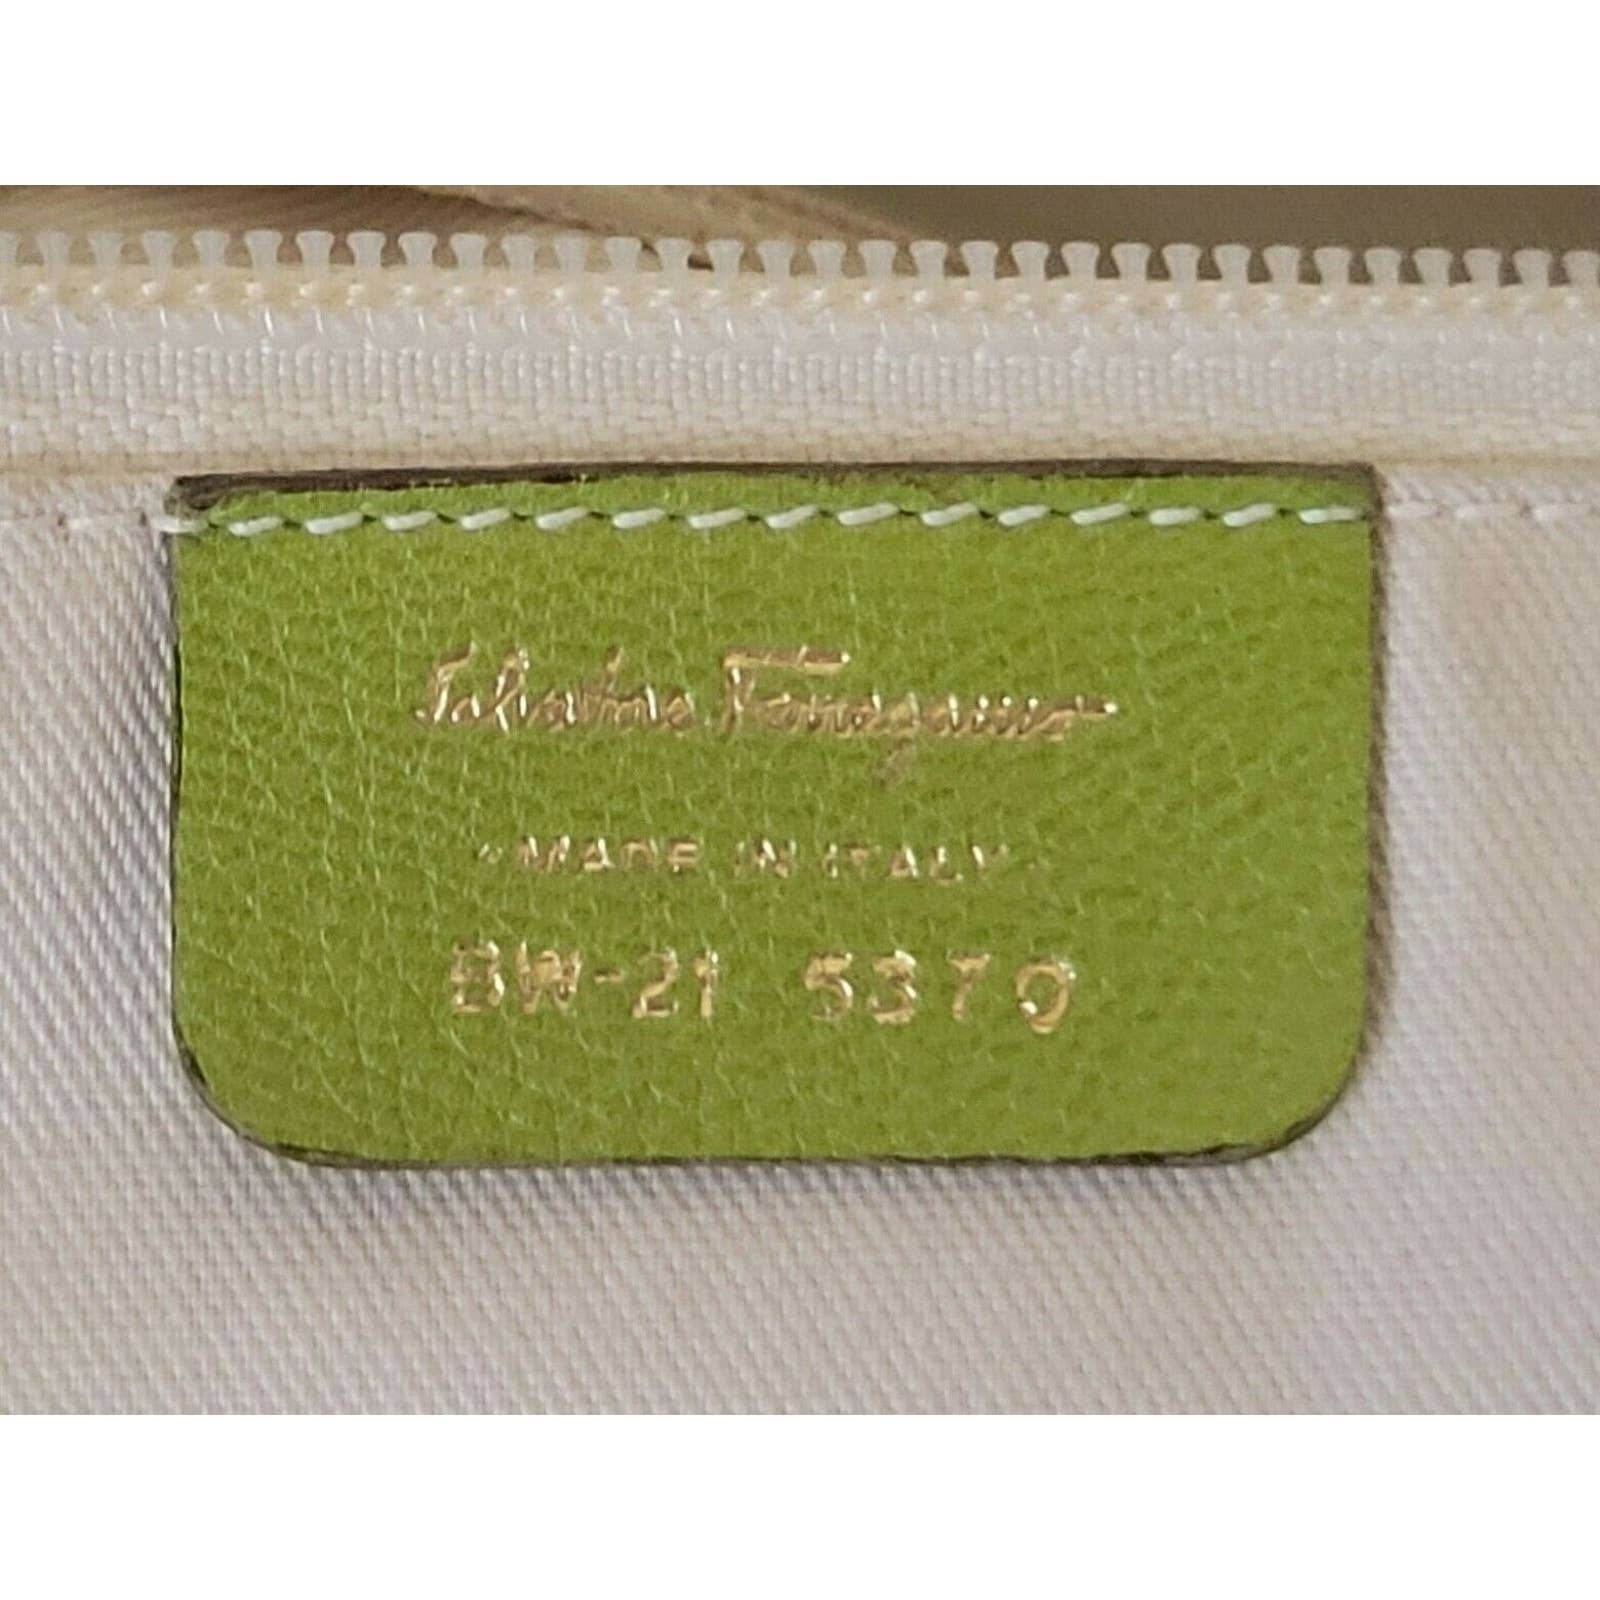 Salvatore Ferragamo
MADE IN ITALY
BW-21 5370